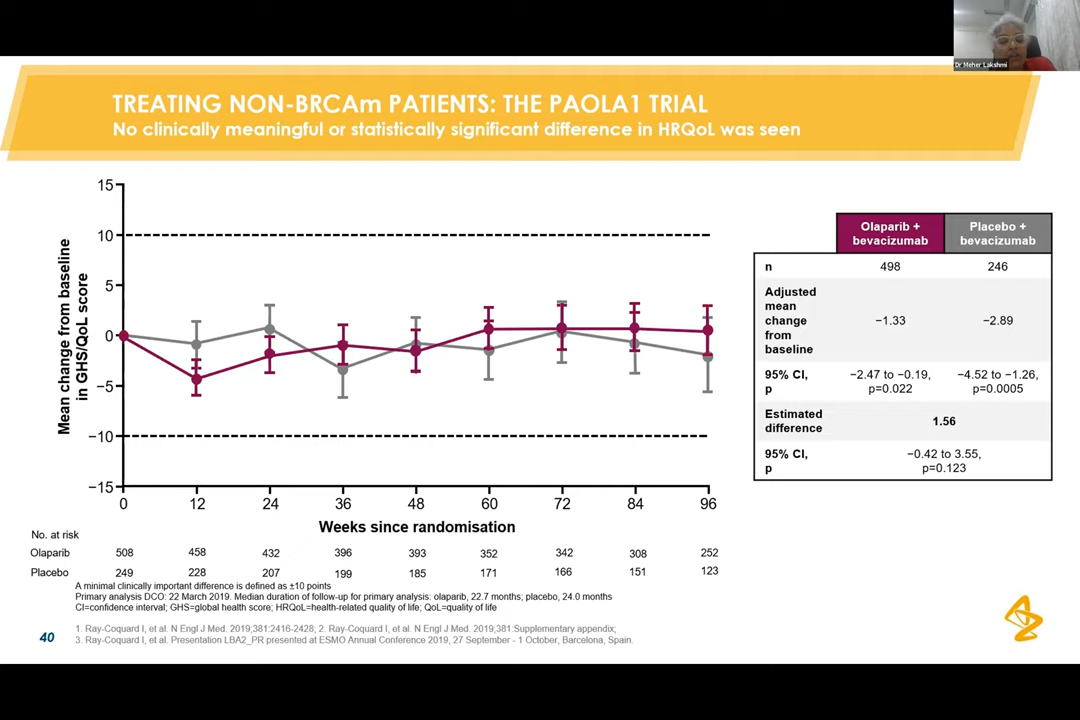 Dr Meher Lakshmi
TREATING NON-BRCAm PATIENTS: THE PAOLA1 TRIAL
No clinically meaningful or statistically significant difference in HRQoL was seen
Mean change from baseline
in GHS/QoL score
15
10
5
0
−5
−10
−15
0 12 24 36 48 60 72 84 96
Weeks since randomisation
No. at risk
Olaparib 508 458 432 396 393 352 342 308 252
Placebo 249 228 207 199 185 171 166 151 123
Olaparib + Placebo +
bevacizumab bevacizumab
n 498 246
Adjusted
mean
change −1.33 −2.89
from
baseline
95% CI, −2.47 to −0.19, −4.52 to −1.26,
p p=0.022 p=0.0005
Estimated
difference 1.56
95% CI, −0.42 to 3.55,
p p=0.123
A minimal clinically important difference is defined as ±10 points
Primary analysis DCO: 22 March 2019. Median duration of follow-up for primary analysis: olaparib, 22.7 months; placebo, 24.0 months
CI=confidence interval; GHS=global health score; HRQoL=health-related quality of life; QoL=quality of life
1. Ray-Coquard I, et al. N Engl J Med. 2019;381:2416-2428; 2. Ray-Coquard I, et al. N Engl J Med. 2019;381:Supplementary appendix;
3. Ray-Coquard I, et al. Presentation LBA2_PR presented at ESMO Annual Conference 2019, 27 September - 1 October, Barcelona, Spain.
40